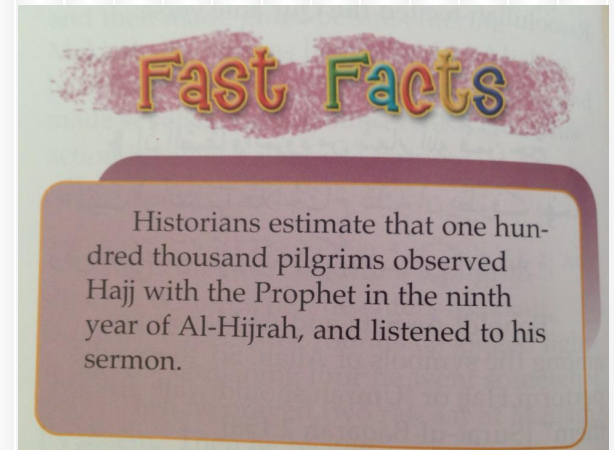 Fast Facts
Historians estimate that one hun-
dred thousand pilgrims observed
Hajj with the Prophet in the ninth
year of Al-Hijrah, and listened to his
sermon.